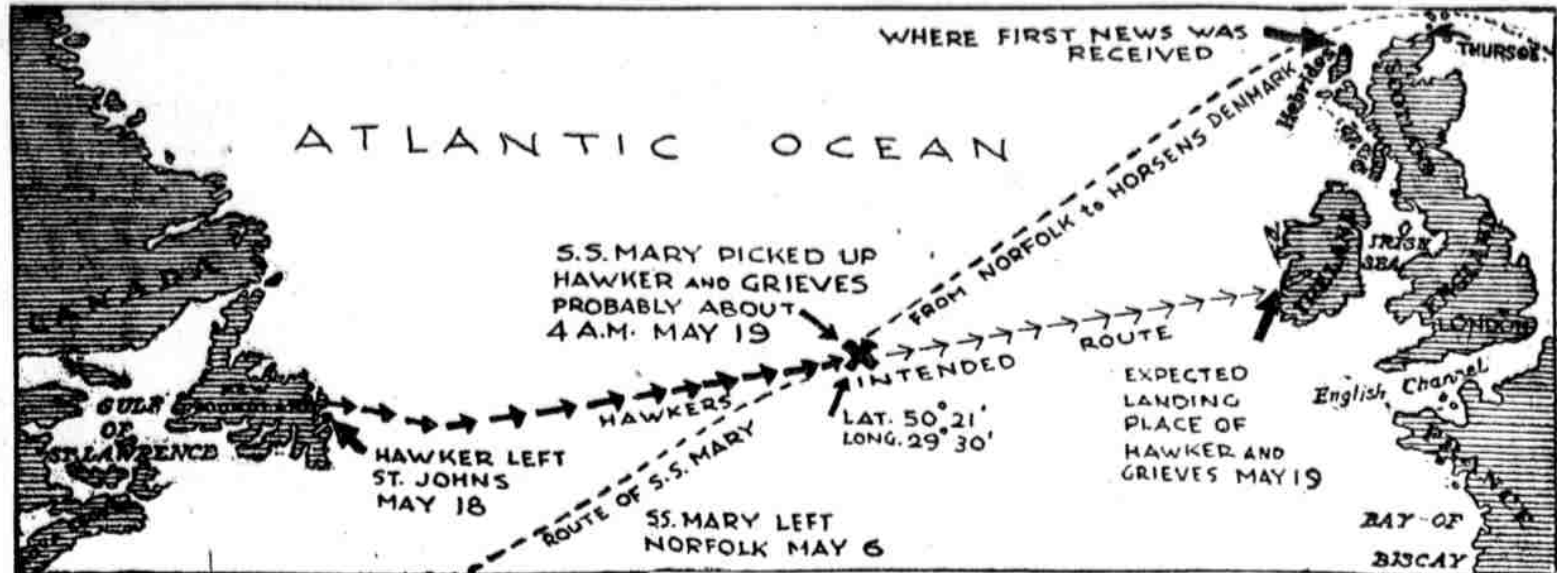 WHERE FIRST NEWS WAS
RECEIVED
THURSOE.
Hebrides
SCOTLAND
ATLANTIC OCEAN
FROM NORFOLK to HORSENS DENMARK
CANADA
S.S. MARY PICKED UP
HAWKER AND GRIEVES
PROBABLY ABOUT
4 A.M. MAY 19
IRELAND
IRISH
SEA
ENGLAND
LONDON
HAWKERS
INTENDED
ROUTE
GULF
OF
ST. LAWRENCE
HAWKER LEFT
ST. JOHNS
MAY 18
ROUTE OF S.S. MARY
LAT. 50° 21'
LONG. 29° 30'
EXPECTED
LANDING
PLACE OF
HAWKER AND
GRIEVES MAY 19
English Channel
FRANCE
SS. MARY LEFT
NORFOLK MAY 6
BAY OF
BISCAY